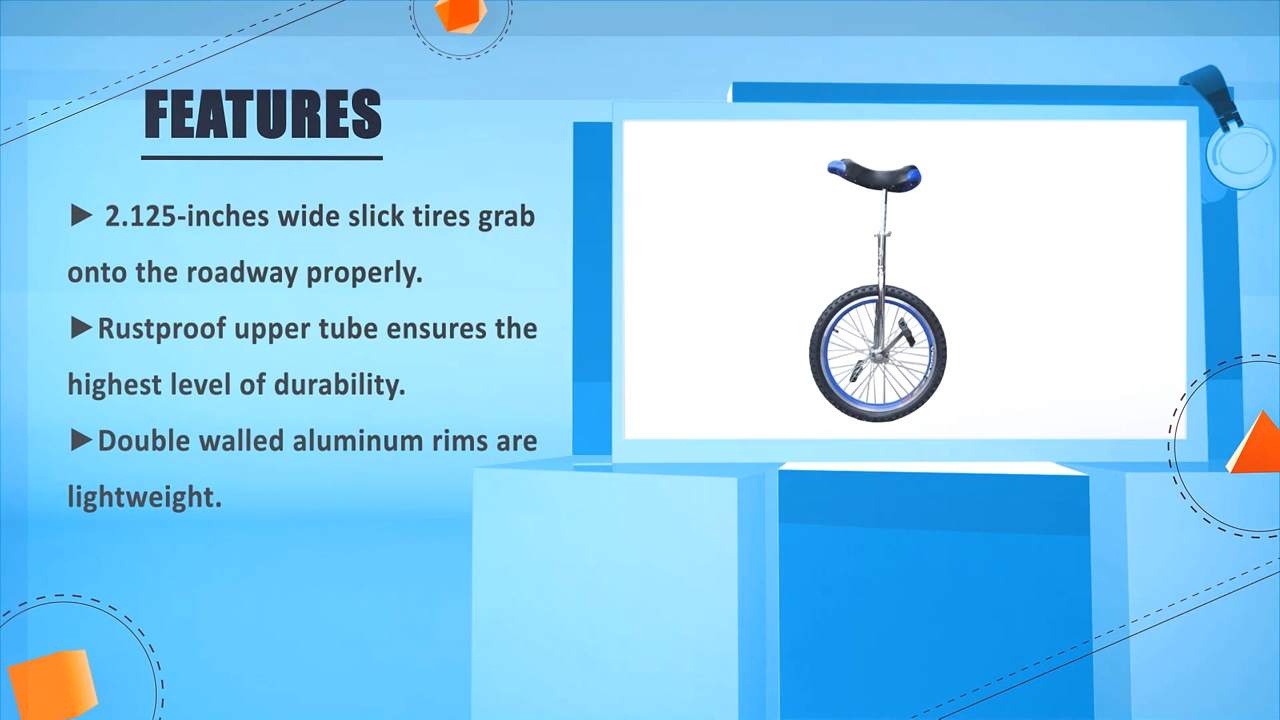 FEATURES
► 2.125-inches wide slick tires grab
onto the roadway properly.
►Rustproof upper tube ensures the
highest level of durability.
►Double walled aluminum rims are
lightweight.